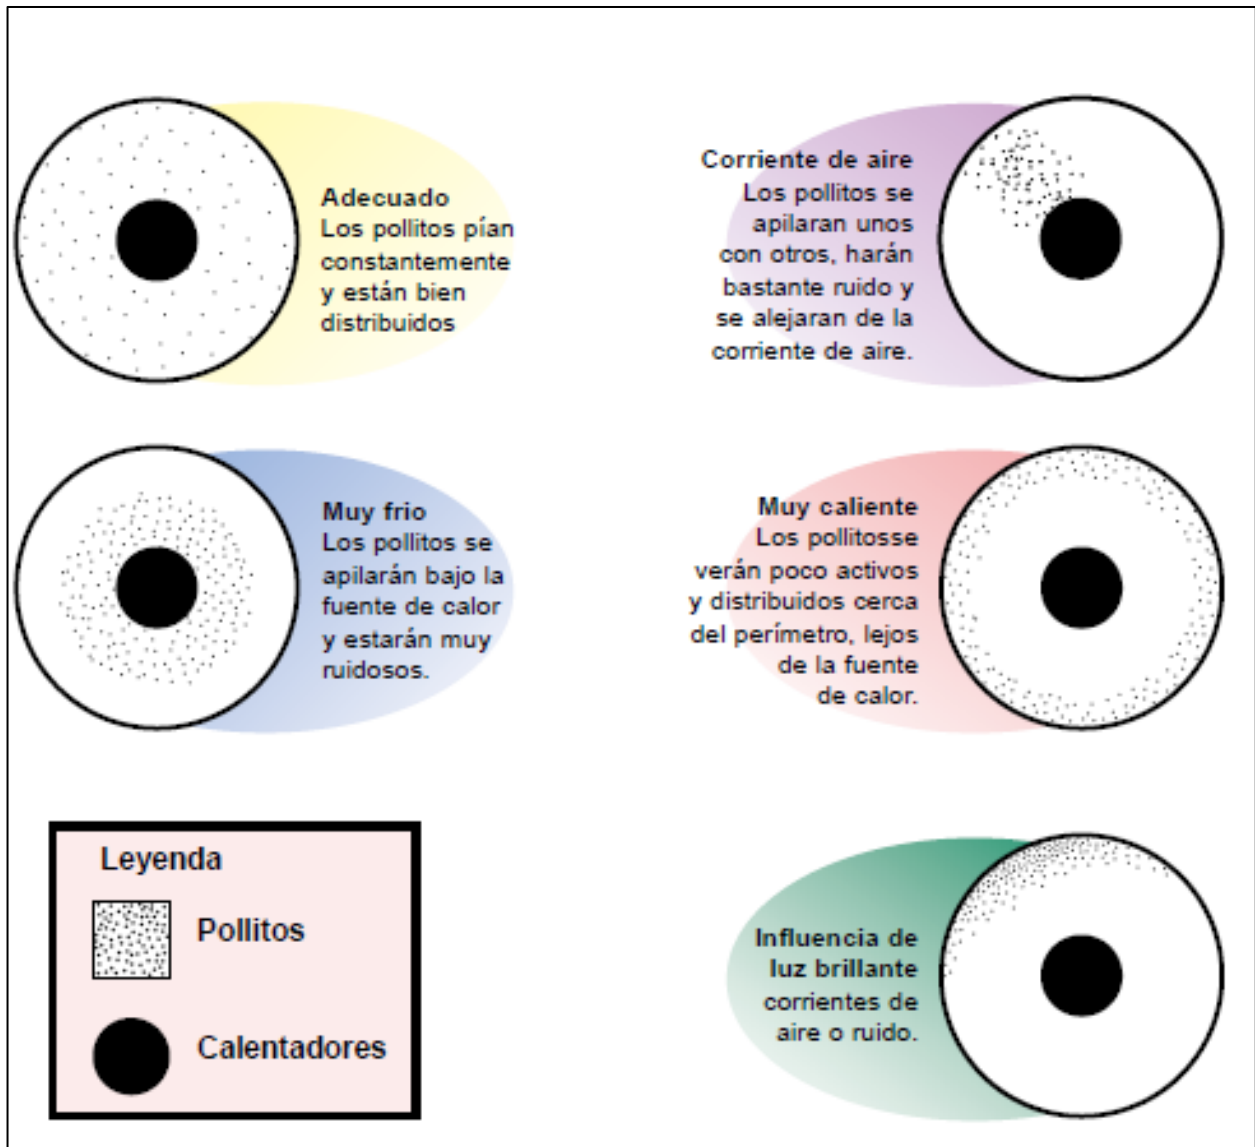 Adecuado
Los pollitos pían
constantemente
y están bien
distribuidos
Corriente de aire
Los pollitos se
apilaran unos
con otros, harán
bastante ruido y
se alejaran de la
corriente de aire.
Muy frio
Los pollitos se
apilarán bajo la
fuente de calor
y estarán muy
ruidosos.
Muy caliente
Los pollitosse
verán poco activos
y distribuidos cerca
del perímetro, lejos
de la fuente
de calor.
Leyenda
Pollitos
Calentadores
Influencia de
luz brillante
corrientes de
aire o ruido.